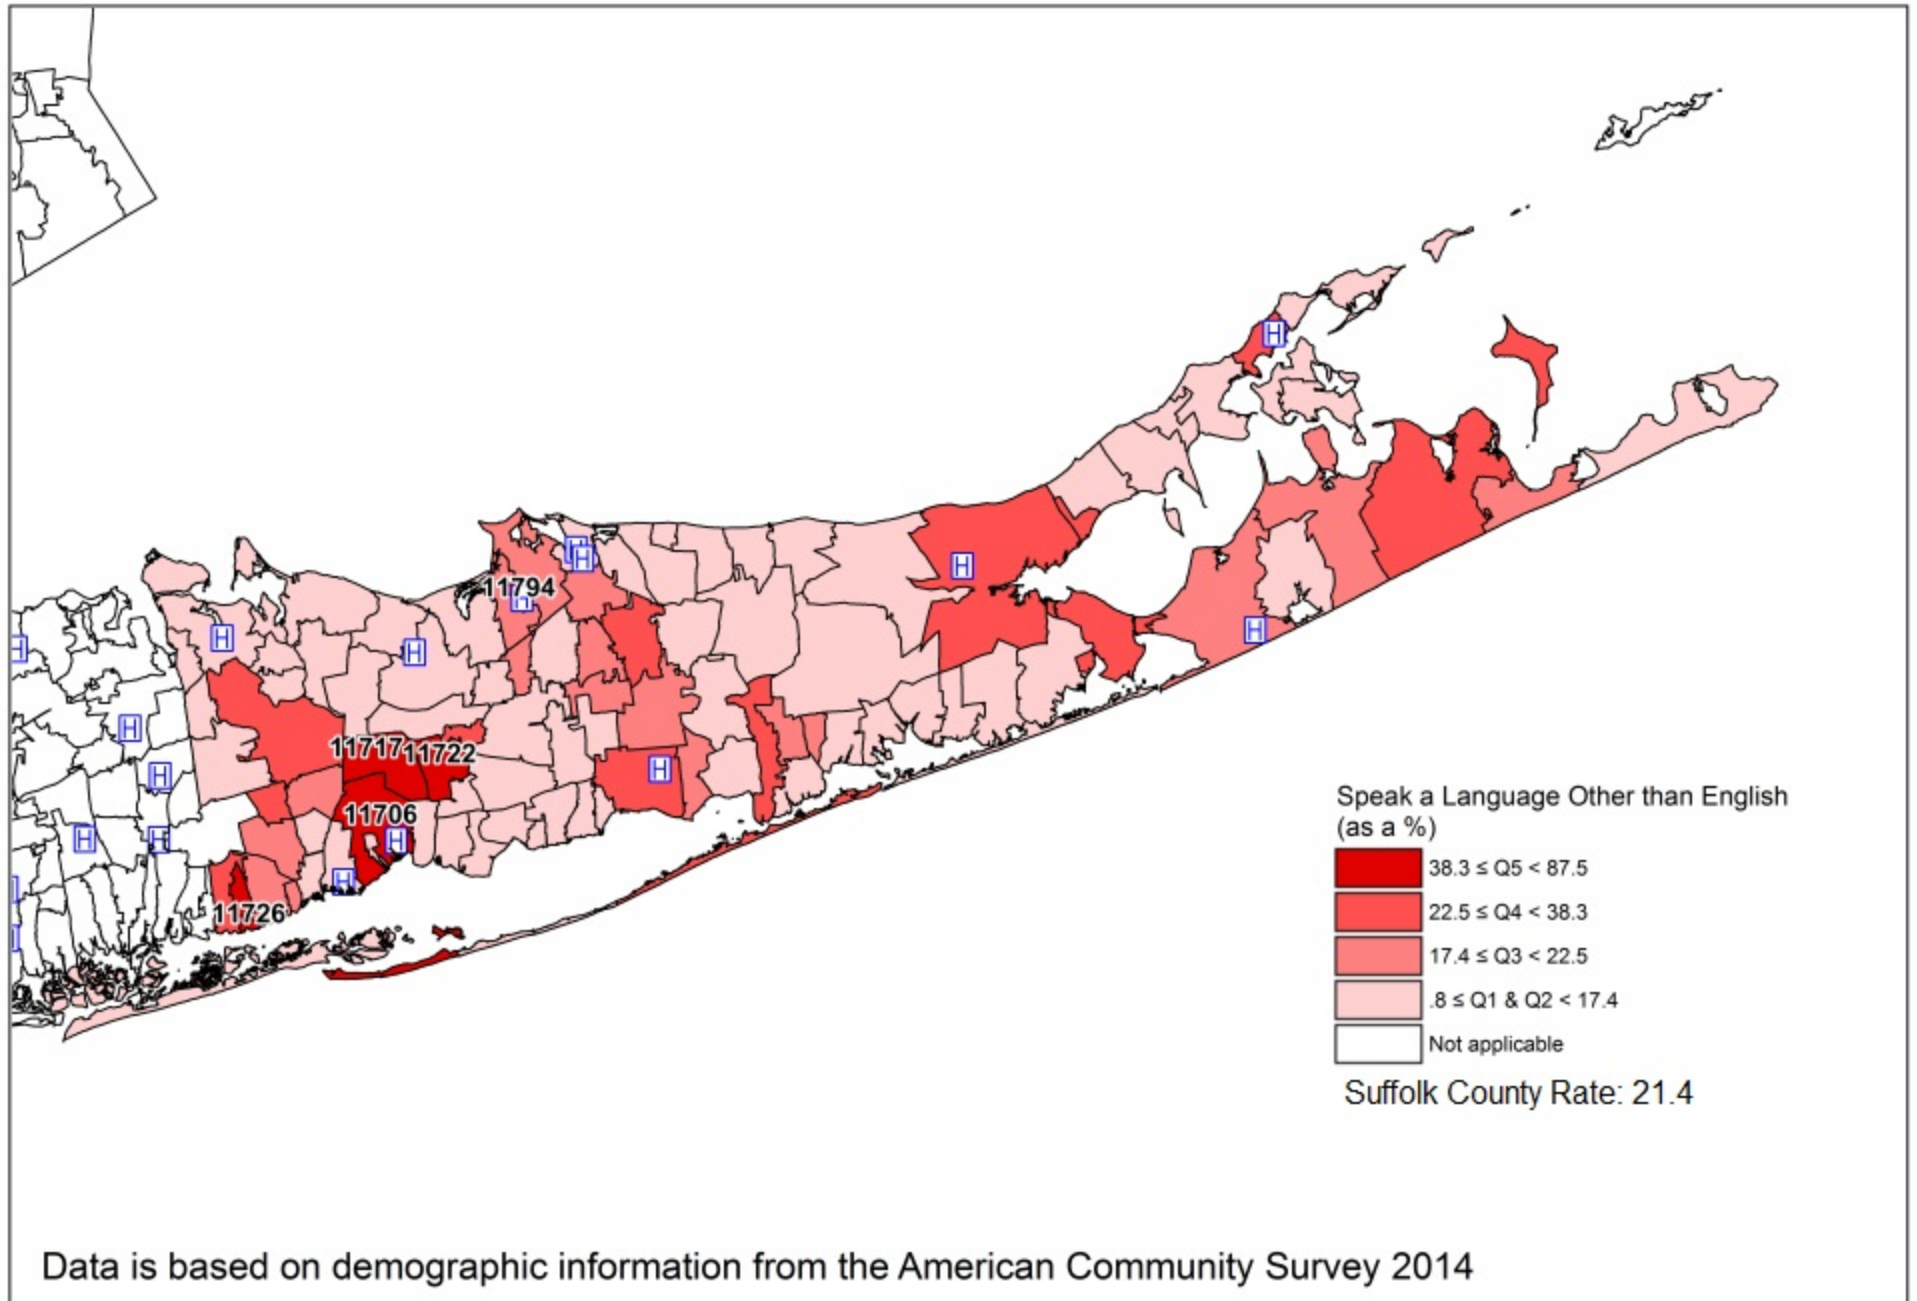 H
H
H
H
11794
H
H
H
H
H
H
H
H
11717
11722
H
H
11706
H
H
H
H
11726
Speak a Language Other than English
(as a %)
38.3 ≤ Q5 < 87.5
22.5 ≤ Q4 < 38.3
17.4 ≤ Q3 < 22.5
.8 ≤ Q1 & Q2 < 17.4
Not applicable
Suffolk County Rate: 21.4
Data is based on demographic information from the American Community Survey 2014